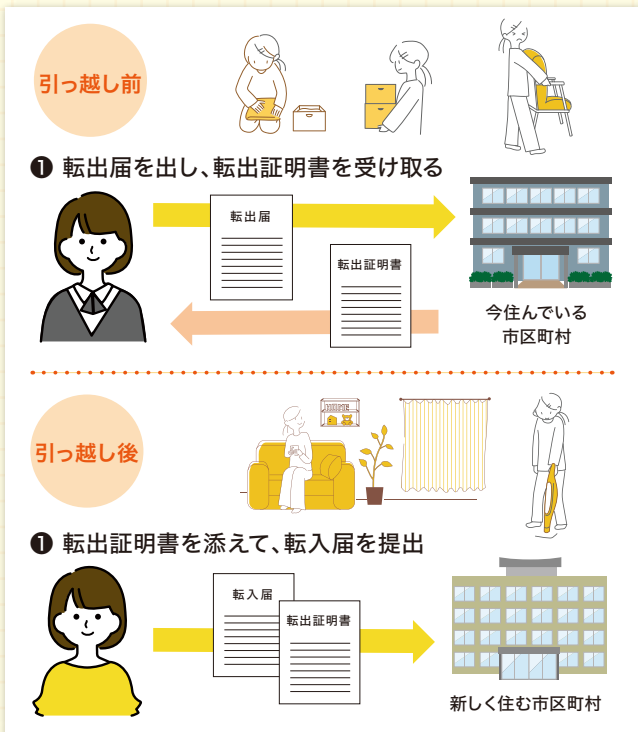 引っ越し前
❶ 転出届を出し、転出証明書を受け取る
転出届
転出証明書
今住んでいる
市区町村
引っ越し後
❶ 転出証明書を添えて、転入届を提出
転入届
転出証明書
新しく住む市区町村